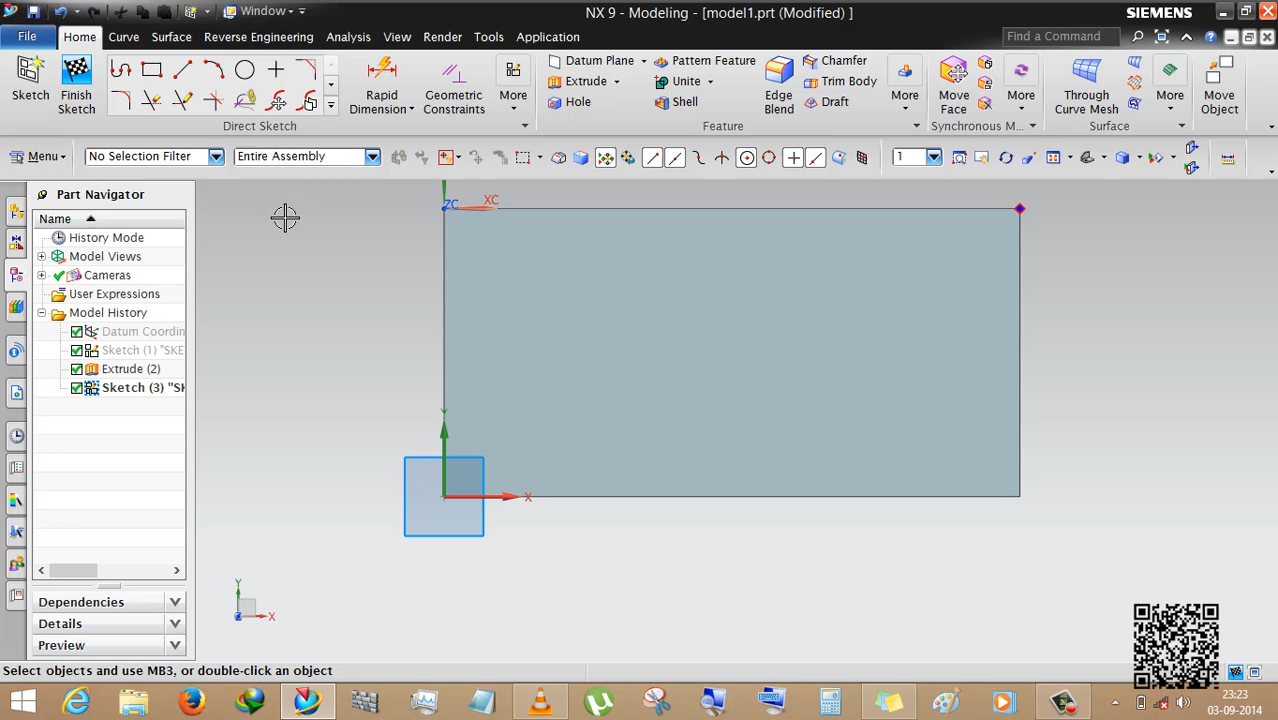 Window
NX 9 - Modeling - [model1.prt (Modified) ]
SIEMENS
File
Home
Curve
Surface
Reverse Engineering
Analysis
View
Render
Tools
Application
Find a Command
Sketch
Finish
Sketch
Rapid
Dimension
Geometric
Constraints
More
Datum Plane
Extrude
Hole
Pattern Feature
Unite
Shell
Edge
Blend
Chamfer
Trim Body
Draft
More
Move
Face
More
Through
Curve Mesh
More
Move
Object
Direct Sketch
Feature
Synchronous M...
Surface
Menu
No Selection Filter
Entire Assembly
1
Part Navigator
Name
History Mode
Model Views
Cameras
User Expressions
Model History
Datum Coordin
Sketch (1) "SKE
Extrude (2)
Sketch (3) "SK
Dependencies
Details
Preview
ZC
XC
Y
X
Y
Z
X
Select objects and use MB3, or double-click an object
23:23
03-09-2014